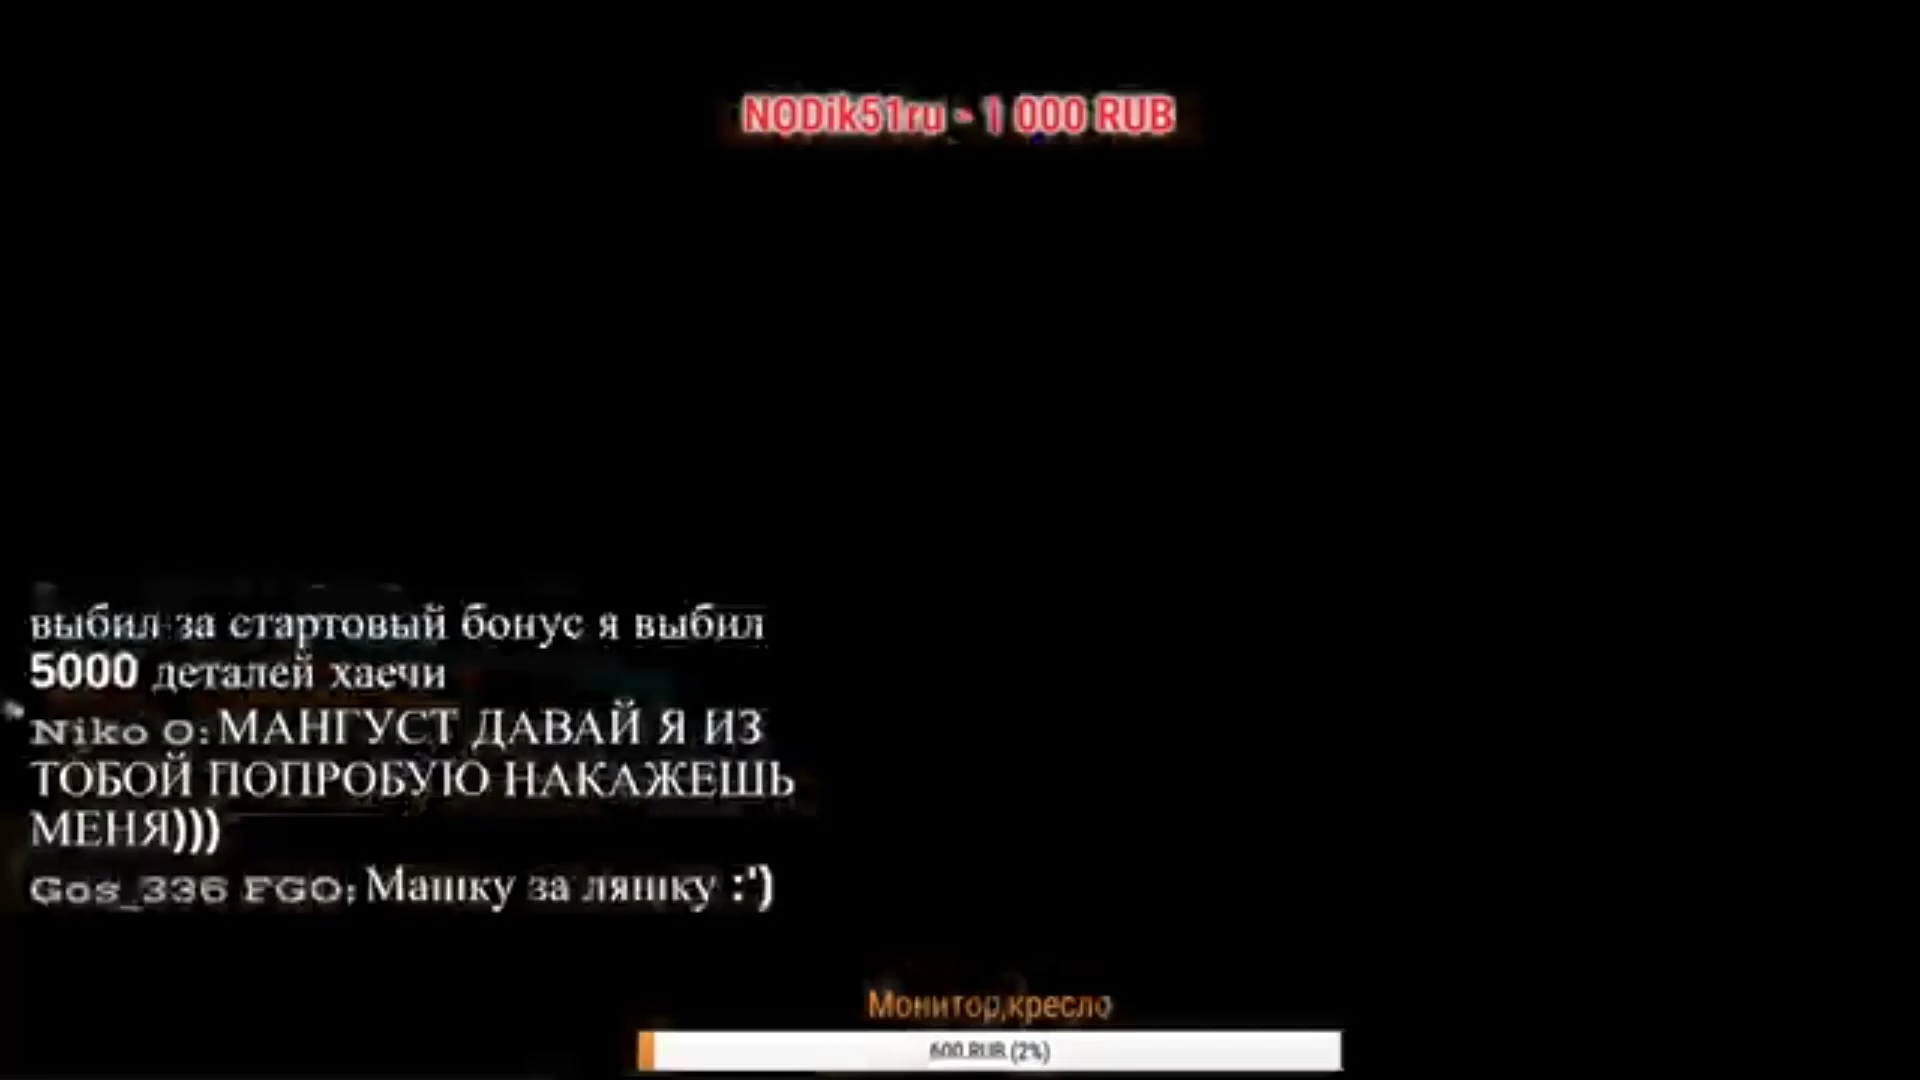 NODik51ru - 1 000 RUB
выбил за стартовый бонус я выбил
5000 деталей хаечи
Niko O: МАНГУСТ ДАВАЙ Я ИЗ
ТОБОЙ ПОПРОБУЮ НАКАЖЕШЬ
МЕНЯ)))
Gos_336 FGO: Машку за ляшку :')
Монитор,кресло
600 RUB (2%)